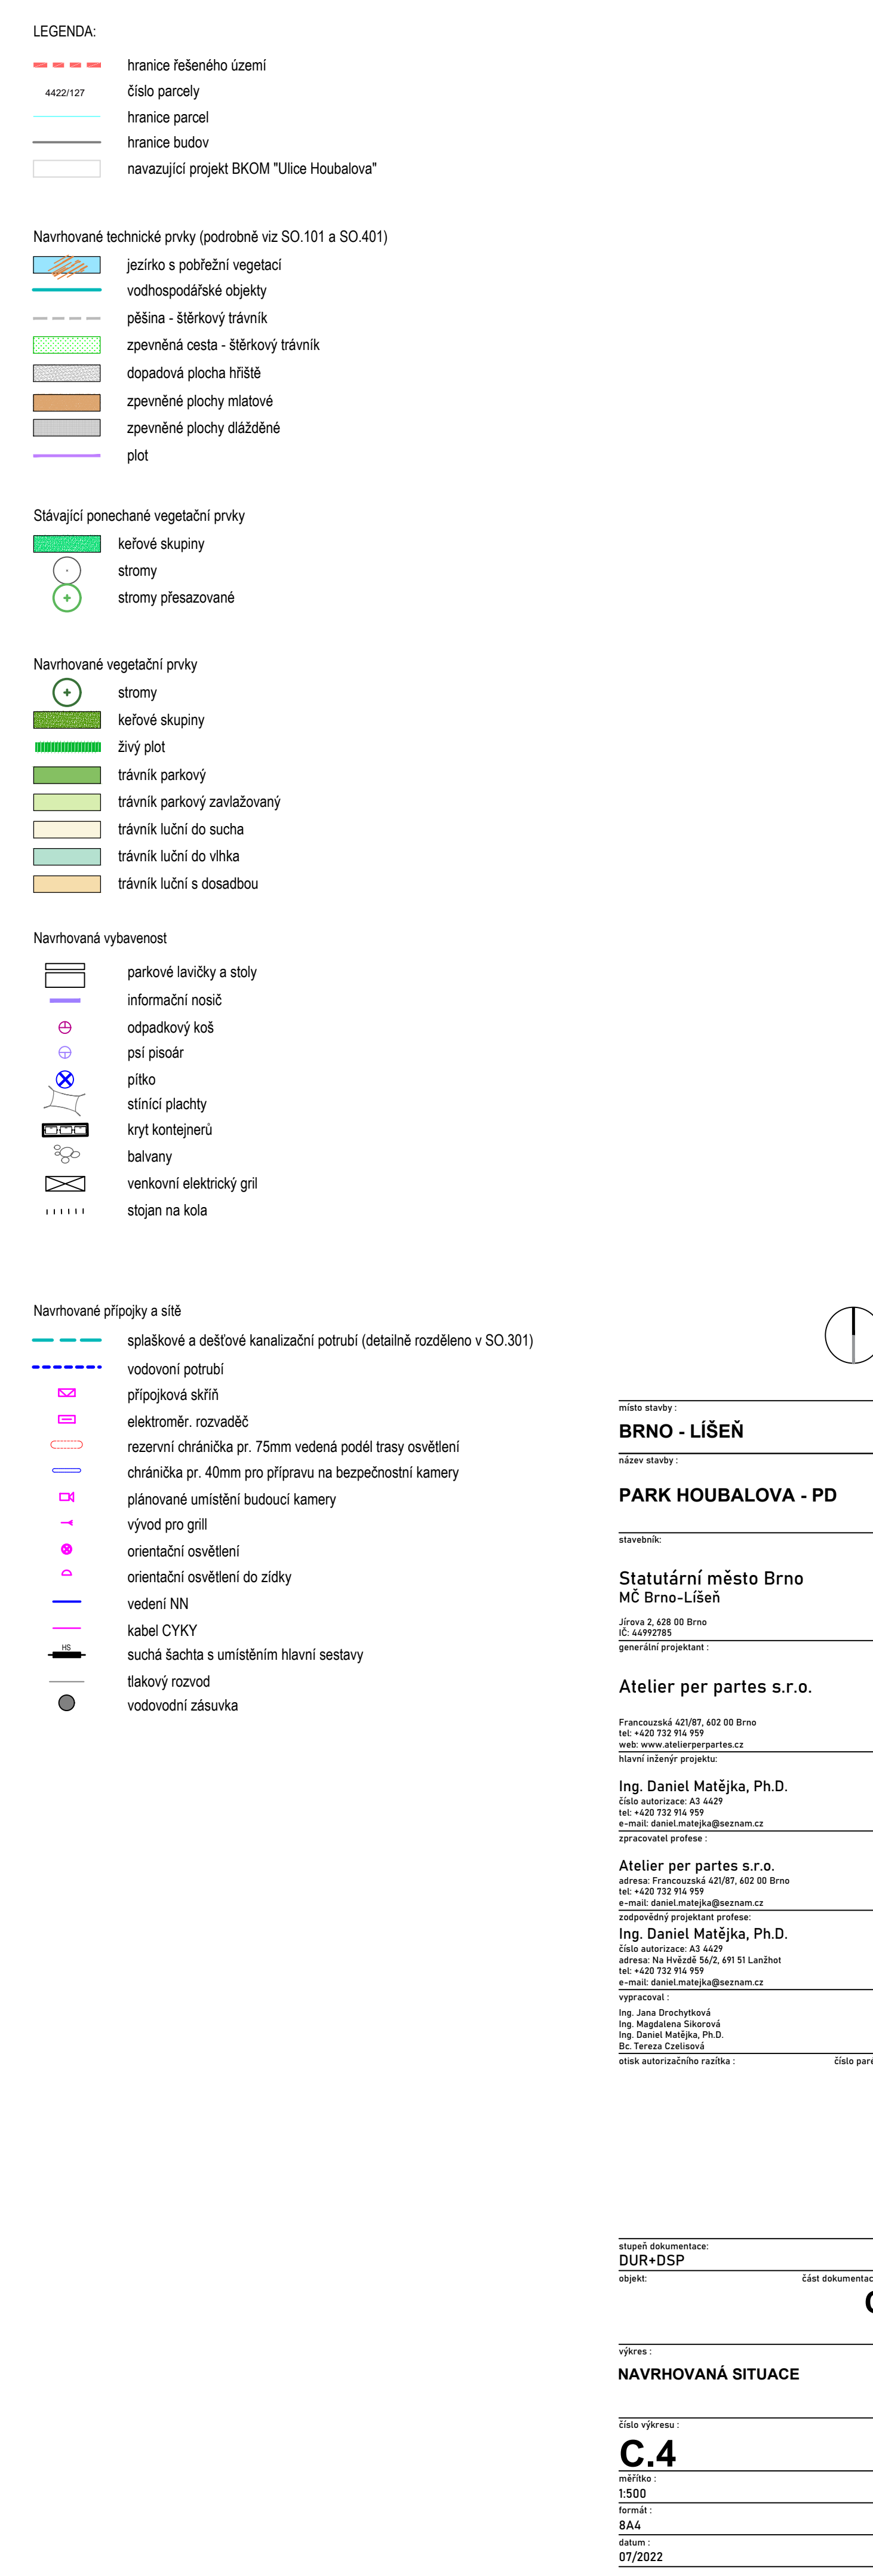 LEGENDA:
hranice řešeného území
4422/127 číslo parcely
hranice parcel
hranice budov
navazující projekt BKOM "Ulice Houbalova"
Navrhované technické prvky (podrobně viz SO.101 a SO.401)
jezírko s pobřežní vegetací
vodhospodářské objekty
pěšina - štěrkový trávník
zpevněná cesta - štěrkový trávník
dopadová plocha hřiště
zpevněné plochy mlatové
zpevněné plochy dlážděné
plot
Stávající ponechané vegetační prvky
keřové skupiny
stromy
stromy přesazované
Navrhované vegetační prvky
stromy
keřové skupiny
živý plot
trávník parkový
trávník parkový zavlažovaný
trávník luční do sucha
trávník luční do vlhka
trávník luční s dosadbou
Navrhovaná vybavenost
parkové lavičky a stoly
informační nosič
odpadkový koš
psí pisoár
pítko
stínící plachty
kryt kontejnerů
balvany
venkovní elektrický gril
stojan na kola
Navrhované přípojky a sítě
splaškové a dešťové kanalizační potrubí (detailně rozděleno v SO.301)
vodovoní potrubí
přípojková skříň
elektroměr. rozvaděč
rezervní chránička pr. 75mm vedená podél trasy osvětlení
chránička pr. 40mm pro přípravu na bezpečnostní kamery
plánované umístění budoucí kamery
vývod pro grill
orientační osvětlení
orientační osvětlení do zídky
vedení NN
kabel CYKY
HS suchá šachta s umístěním hlavní sestavy
tlakový rozvod
vodovodní zásuvka
místo stavby :
BRNO - LÍŠEŇ
název stavby :
PARK HOUBALOVA - PD
stavebník:
Statutární město Brno
MČ Brno-Líšeň
Jírova 2, 628 00 Brno
IČ: 44992785
generální projektant :
Atelier per partes s.r.o.
Francouzská 421/87, 602 00 Brno
tel: +420 732 914 959
web: www.atelierperpartes.cz
hlavní inženýr projektu:
Ing. Daniel Matějka, Ph.D.
číslo autorizace: A3 4429
tel: +420 732 914 959
e-mail: daniel.matejka@seznam.cz
zpracovatel profese :
Atelier per partes s.r.o.
adresa: Francouzská 421/87, 602 00 Brno
tel: +420 732 914 959
e-mail: daniel.matejka@seznam.cz
zodpovědný projektant profese:
Ing. Daniel Matějka, Ph.D.
číslo autorizace: A3 4429
adresa: Na Hvězdě 56/2, 691 51 Lanžhot
tel: +420 732 914 959
e-mail: daniel.matejka@seznam.cz
vypracoval :
Ing. Jana Drochytková
Ing. Magdalena Sikorová
Ing. Daniel Matějka, Ph.D.
Bc. Tereza Czelisová
otisk autorizačního razítka : číslo
stupeň dokumentace:
DUR+DSP
objekt: část
výkres :
NAVRHOVANÁ SITUACE
číslo výkresu :
C.4
měřítko :
1:500
formát :
8A4
datum :
07/2022